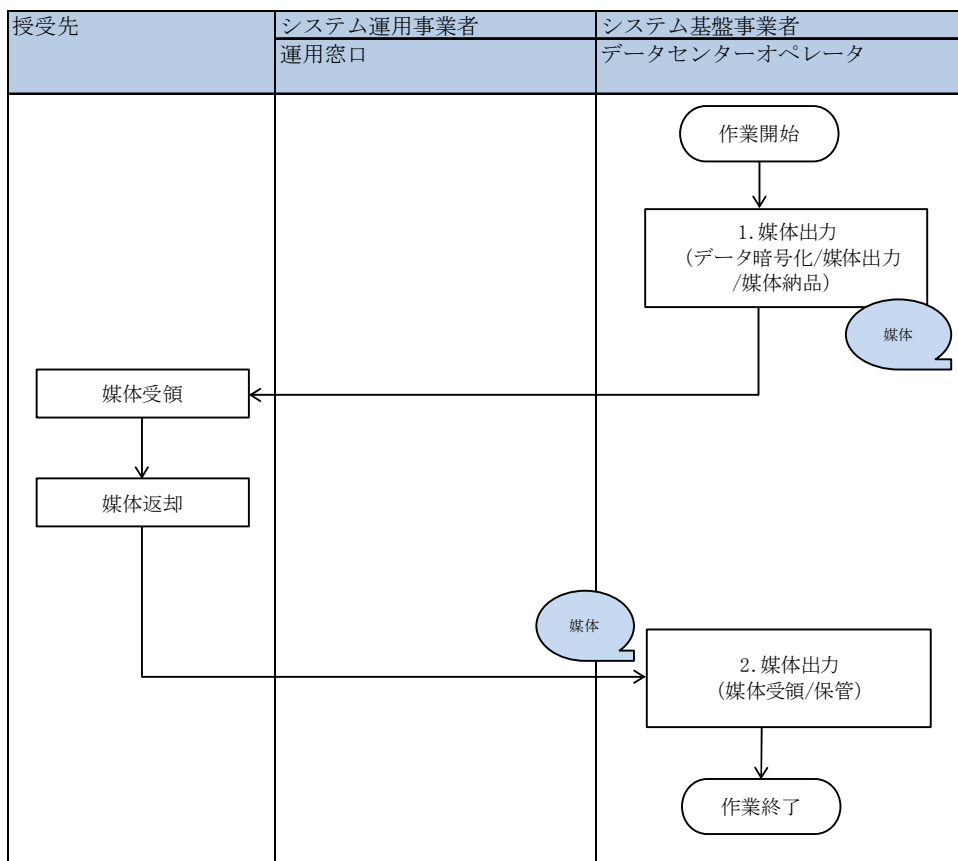 授受先
システム運用事業者
システム基盤事業者
運用窓口
データセンターオペレータ
作業開始
1.媒体出力
(データ暗号化/媒体出力
/媒体納品)
媒体
媒体受領
媒体返却
媒体
2.媒体出力
(媒体受領/保管)
作業終了